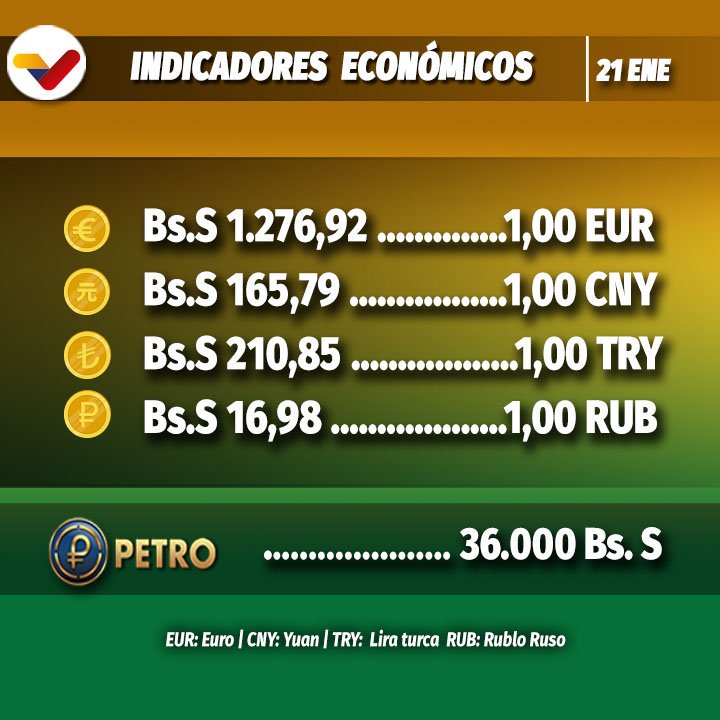 INDICADORES ECONÓMICOS
21 ENE
Bs.S 1.276,92 ...............1,00 EUR
Bs.S 165,79 .................1,00 CNY
Bs.S 210,85 ..................1,00 TRY
Bs.S 16,98 ...................1,00 RUB
PETRO ..................... 36.000 Bs. S
EUR: Euro | CNY: Yuan | TRY: Lira turca RUB: Rublo Ruso